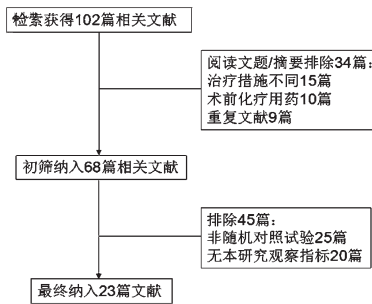 检索获得102篇相关文献
阅读文题/摘要排除34篇:
治疗措施不同15篇
术前化疗用药10篇
重复文献9篇
初筛纳入68篇相关文献
排除45篇:
非随机对照试验25篇
无本研究观察指标20篇
最终纳入23篇文献